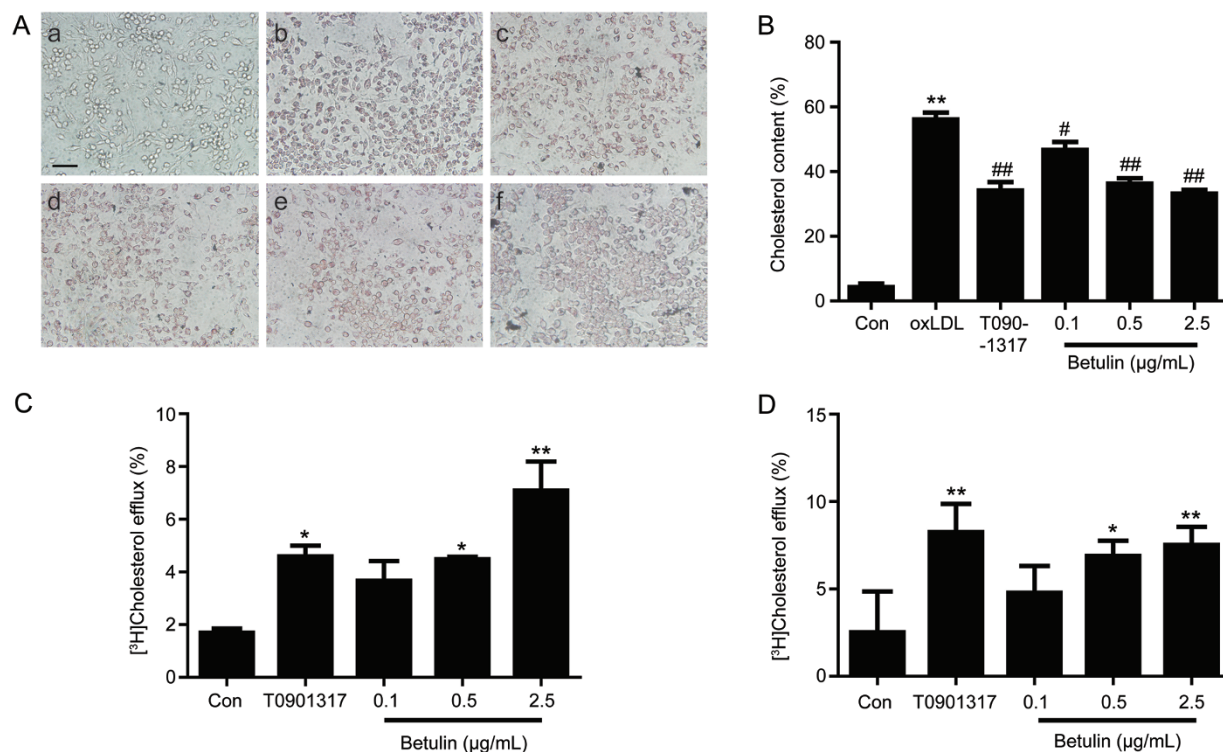 A
a
b
c
d
e
f
B
Cholesterol content (%)
80
60
40
20
0
**
##
#
##
##
Con
oxLDL
T090-
-1317
0.1
0.5
2.5
Betulin (µg/mL)
C
[³H]Cholesterol efflux (%)
10
8
6
4
2
0
*
*
**
Con
T0901317
0.1
0.5
2.5
Betulin (µg/mL)
D
[³H]Cholesterol efflux (%)
15
10
5
0
**
*
**
Con
T0901317
0.1
0.5
2.5
Betulin (µg/mL)